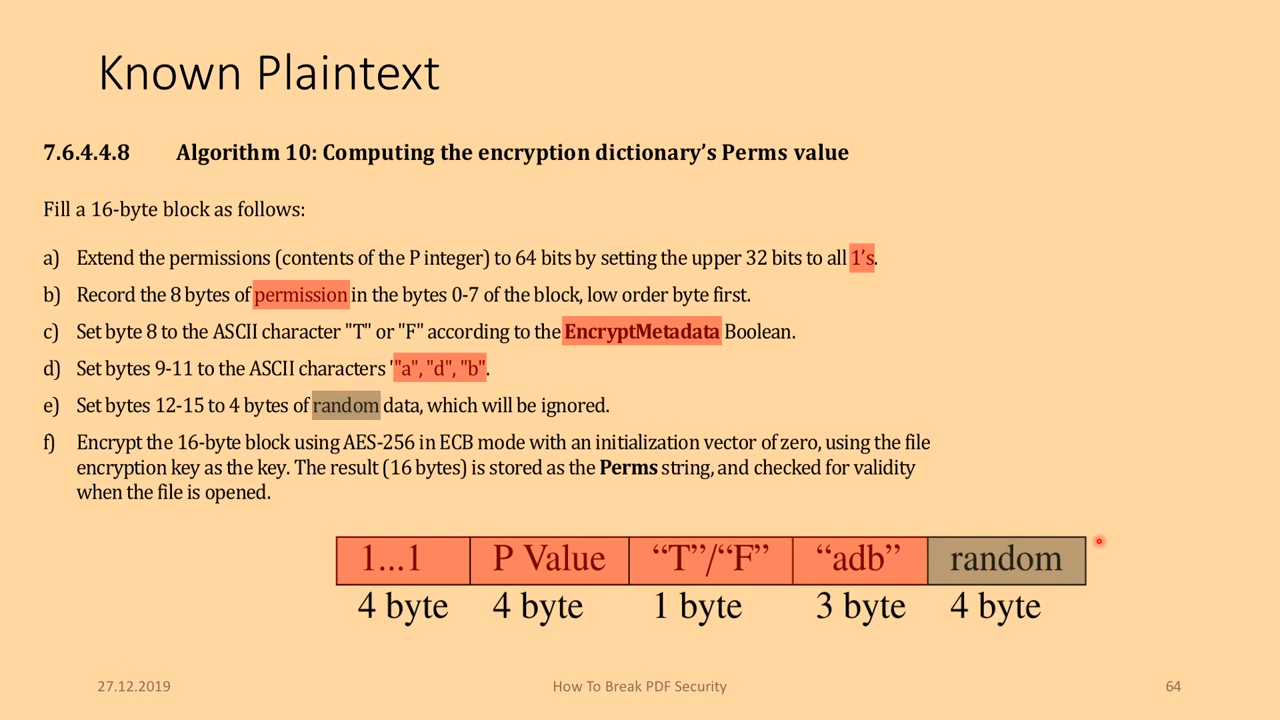 Known Plaintext
7.6.4.4.8 Algorithm 10: Computing the encryption dictionary’s Perms value
Fill a 16-byte block as follows:
a) Extend the permissions (contents of the P integer) to 64 bits by setting the upper 32 bits to all 1’s.
b) Record the 8 bytes of permission in the bytes 0-7 of the block, low order byte first.
c) Set byte 8 to the ASCII character "T" or "F" according to the EncryptMetadata Boolean.
d) Set bytes 9-11 to the ASCII characters '"a", "d", "b".
e) Set bytes 12-15 to 4 bytes of random data, which will be ignored.
f) Encrypt the 16-byte block using AES-256 in ECB mode with an initialization vector of zero, using the file
encryption key as the key. The result (16 bytes) is stored as the Perms string, and checked for validity
when the file is opened.
1...1 P Value “T”/“F” “adb” random
4 byte 4 byte 1 byte 3 byte 4 byte
27.12.2019 How To Break PDF Security 64